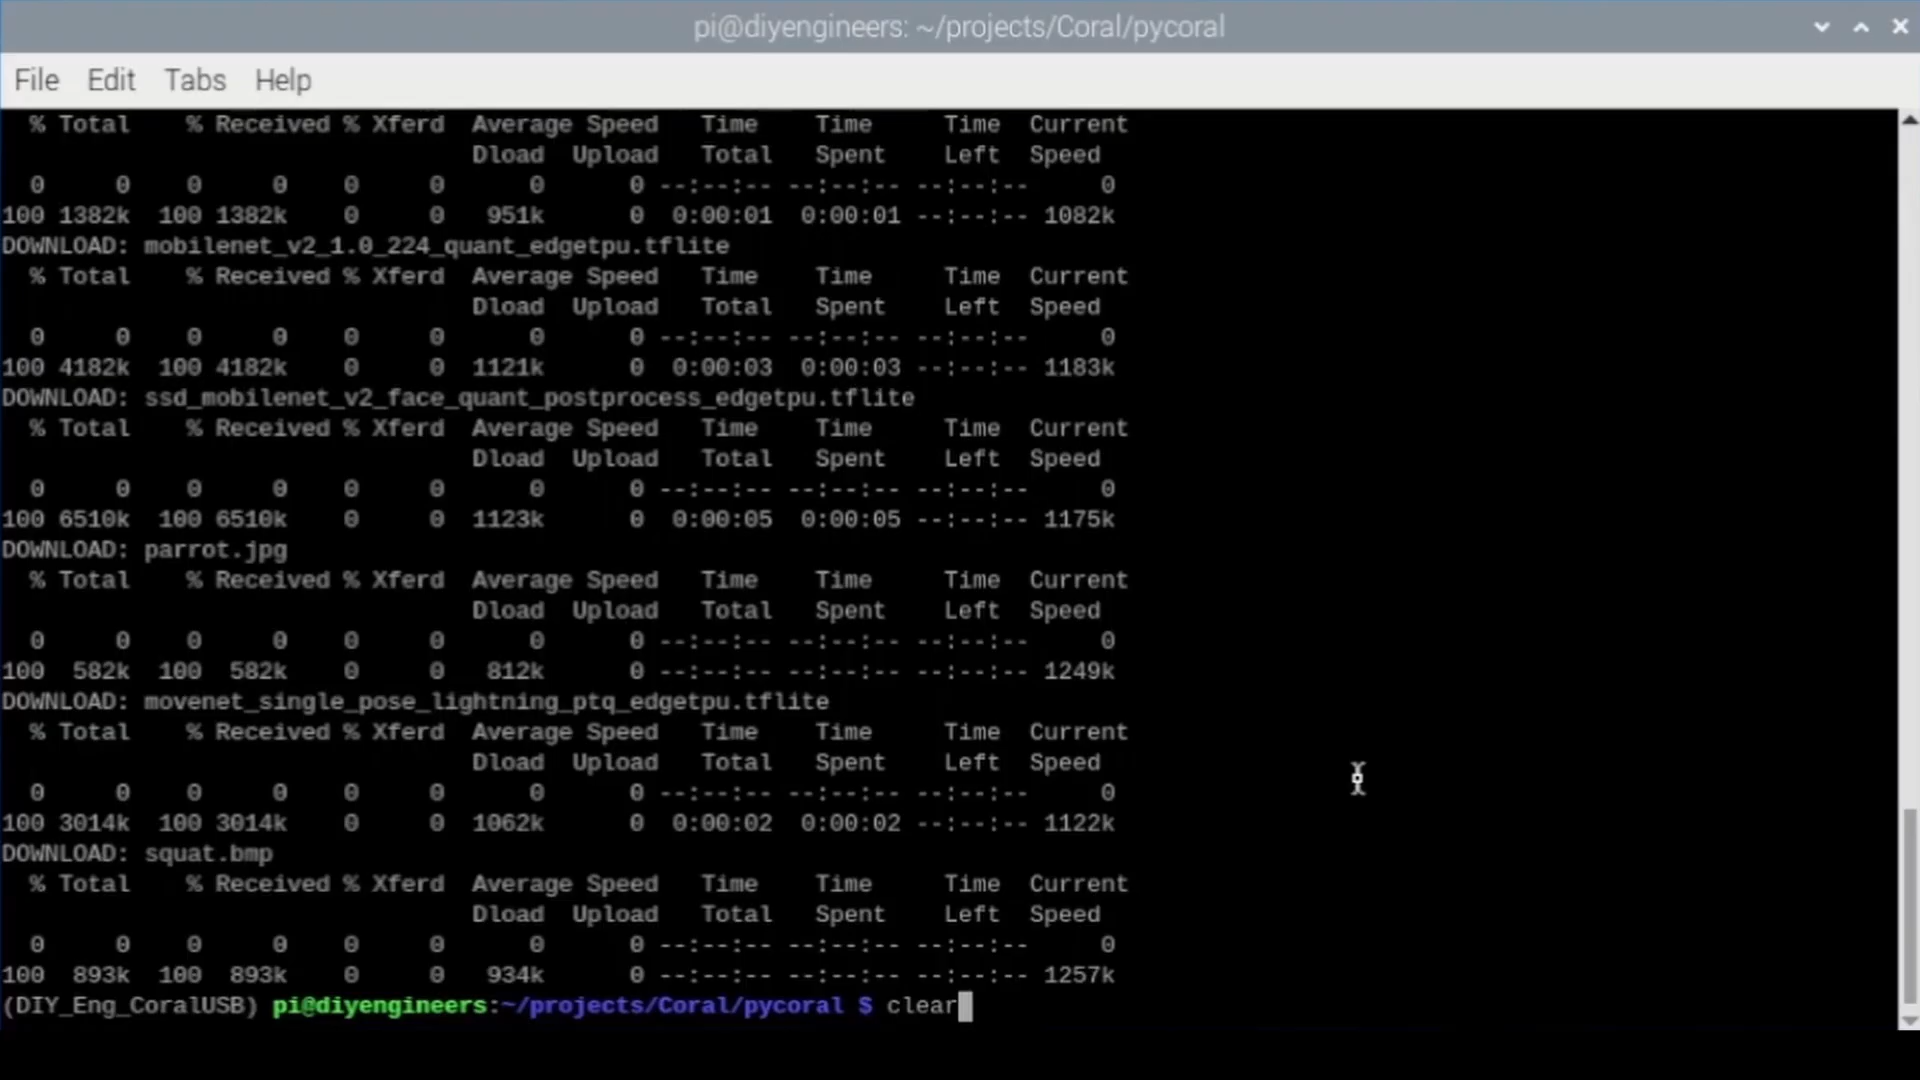 pi@diyengineers: ~/projects/Coral/pycoral
File Edit Tabs Help
% Total % Received % Xferd Average Speed Time Time Time Current
Dload Upload Total Spent Left Speed
0 0 0 0 0 0 0 0 --:--:-- --:--:-- --:--:-- 0
100 1382k 100 1382k 0 0 951k 0 0:00:01 0:00:01 --:--:-- 1082k
DOWNLOAD: mobilenet_v2_1.0_224_quant_edgetpu.tflite
% Total % Received % Xferd Average Speed Time Time Time Current
Dload Upload Total Spent Left Speed
0 0 0 0 0 0 0 0 --:--:-- --:--:-- --:--:-- 0
100 4182k 100 4182k 0 0 1121k 0 0:00:03 0:00:03 --:--:-- 1183k
DOWNLOAD: ssd_mobilenet_v2_face_quant_postprocess_edgetpu.tflite
% Total % Received % Xferd Average Speed Time Time Time Current
Dload Upload Total Spent Left Speed
0 0 0 0 0 0 0 0 --:--:-- --:--:-- --:--:-- 0
100 6510k 100 6510k 0 0 1123k 0 0:00:05 0:00:05 --:--:-- 1175k
DOWNLOAD: parrot.jpg
% Total % Received % Xferd Average Speed Time Time Time Current
Dload Upload Total Spent Left Speed
0 0 0 0 0 0 0 0 --:--:-- --:--:-- --:--:-- 0
100 582k 100 582k 0 0 812k 0 --:--:-- --:--:-- --:--:-- 1249k
DOWNLOAD: movenet_single_pose_lightning_ptq_edgetpu.tflite
% Total % Received % Xferd Average Speed Time Time Time Current
Dload Upload Total Spent Left Speed
0 0 0 0 0 0 0 0 --:--:-- --:--:-- --:--:-- 0
100 3014k 100 3014k 0 0 1062k 0 0:00:02 0:00:02 --:--:-- 1122k
DOWNLOAD: squat.bmp
% Total % Received % Xferd Average Speed Time Time Time Current
Dload Upload Total Spent Left Speed
0 0 0 0 0 0 0 0 --:--:-- --:--:-- --:--:-- 0
100 893k 100 893k 0 0 934k 0 --:--:-- --:--:-- --:--:-- 1257k
(DIY_Eng_CoralUSB) pi@diyengineers:~/projects/Coral/pycoral $ clear